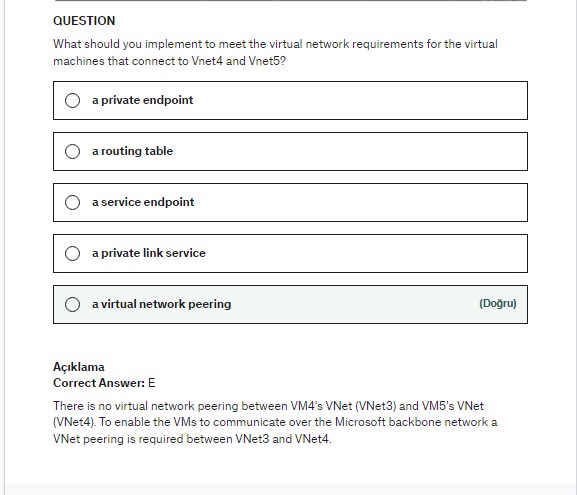 QUESTION
What should you implement to meet the virtual network requirements for the virtual
machines that connect to Vnet4 and Vnet5?
a private endpoint
a routing table
a service endpoint
a private link service
a virtual network peering (Doğru)
Açıklama
Correct Answer: E
There is no virtual network peering between VM4's VNet (VNet3) and VM5's VNet
(VNet4). To enable the VMs to communicate over the Microsoft backbone network a
VNet peering is required between VNet3 and VNet4.